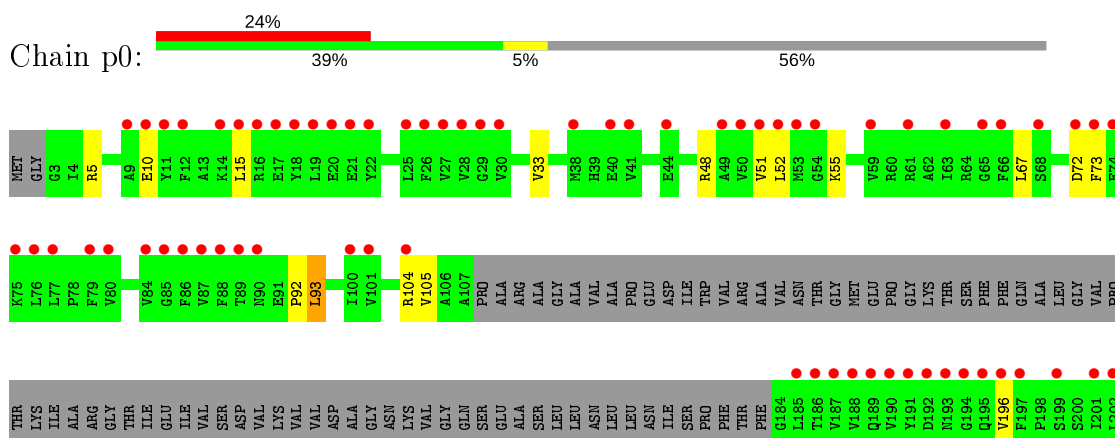 24%
Chain p0:
39% 5% 56%
MET GLY G3 I4 R5 A9 E10 Y11 F12 A13 K14 L15 R16 E17 Y18 L19 E20 E21 Y22 L25 F26 V27 V28 G29 V30 V33 M38 H39 E40 V41 E44 R48 A49 V50 V51 L52 M53 G54 K55 V59 R60 R61 A62 I63 R64 G65 F66 L67 S68 D72 F73 E74
K75 L76 L77 P78 F79 V80 V84 G85 F86 V87 F88 T89 N90 E91 P92 L93 I100 V101 R104 V105 A106 A107 PRO ALA ARG ALA GLY ALA VAL ALA PRO GLU ASP ILE TRP VAL ARG ALA VAL ASN THR GLY MET GLU PRO GLY LYS THR SER PHE PHE GLN ALA LEU GLY VAL PRO
THR LYS ILE ALA ARG GLY THR ILE GLU ILE VAL SER ASP VAL LYS VAL VAL ASP ALA GLY ASN LYS VAL GLY GLN SER GLU ALA SER LEU LEU ASN LEU LEU ASN ILE SER PRO PHE THR PHE G184 L185 T186 V187 V188 Q189 V190 Y191 D192 N193 G194 Q195 V196 F197 P198 S199 S200 I201